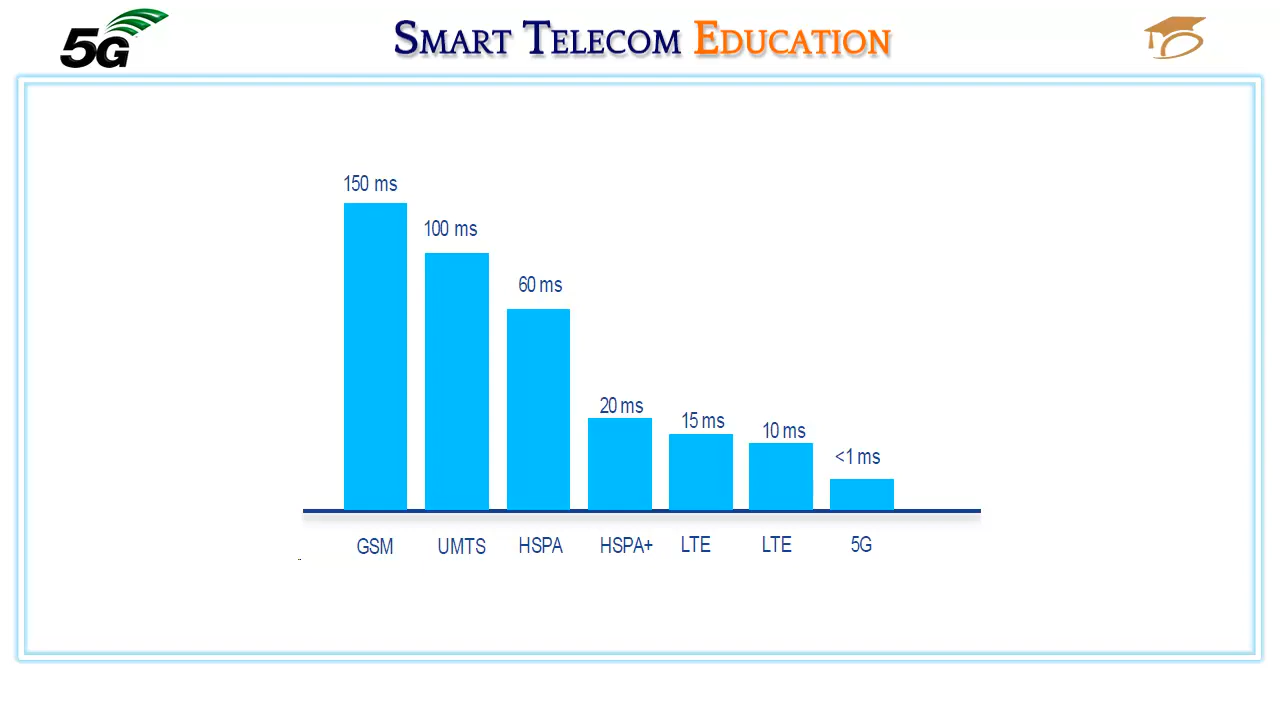 5G
SMART TELECOM EDUCATION
150 ms
100 ms
60 ms
20 ms
15 ms
10 ms
<1 ms
GSM
UMTS
HSPA
HSPA+
LTE
LTE
5G